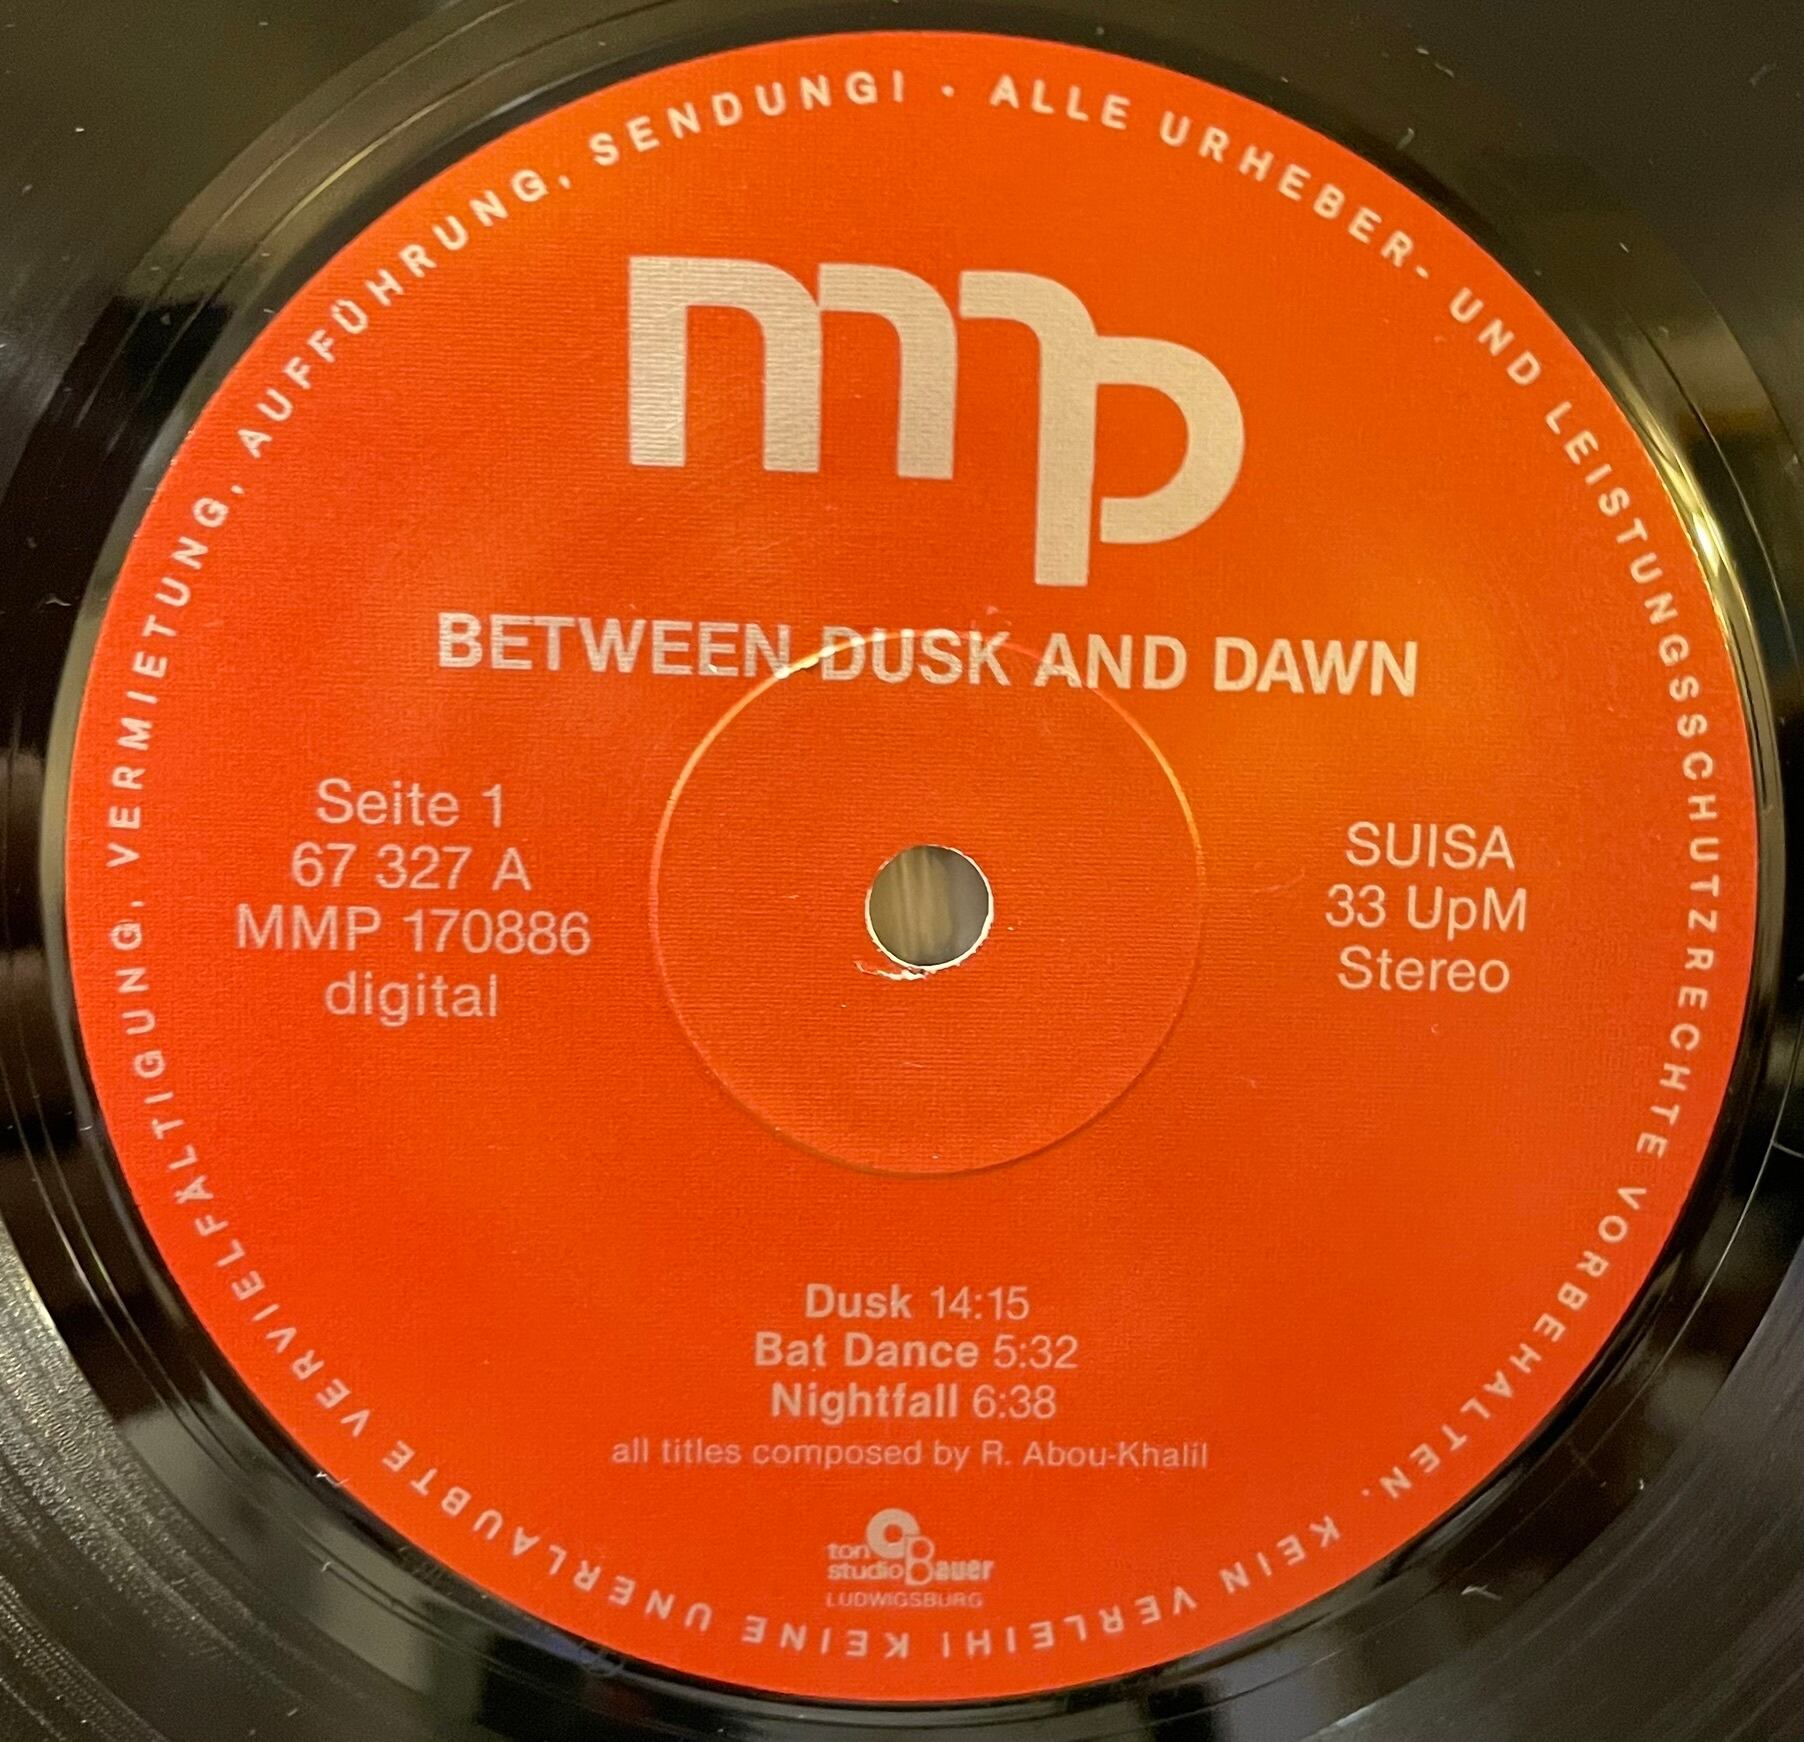 ALLE URHEBER- UND LEISTUNGSSCHUTZRECHTE VORBEHALTEN. KEIN VERLEIH! KEINE UNERLAUBTE VERVIELFÄLTIGUNG, VERMIETUNG, AUFFÜHRUNG, SENDUNG! ·
mmp
BETWEEN DUSK AND DAWN
Seite 1
67 327 A
MMP 170886
digital
SUISA
33 UpM
Stereo
Dusk 14:15
Bat Dance 5:32
Nightfall 6:38
all titles composed by R. Abou-Khalil
ton
studio Bauer
LUDWIGSBURG